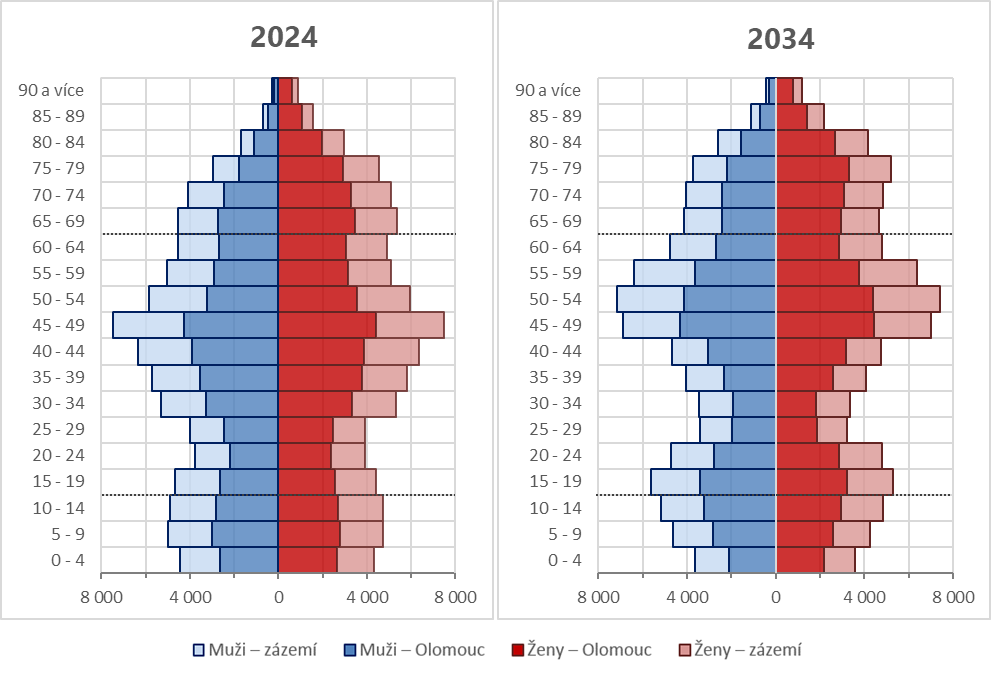 2024
90 a více
85 - 89
80 - 84
75 - 79
70 - 74
65 - 69
60 - 64
55 - 59
50 - 54
45 - 49
40 - 44
35 - 39
30 - 34
25 - 29
20 - 24
15 - 19
10 - 14
5 - 9
0 - 4
8 000 4 000 0 4 000 8 000
2034
90 a více
85 - 89
80 - 84
75 - 79
70 - 74
65 - 69
60 - 64
55 - 59
50 - 54
45 - 49
40 - 44
35 - 39
30 - 34
25 - 29
20 - 24
15 - 19
10 - 14
5 - 9
0 - 4
8 000 4 000 0 4 000 8 000
Muži – zázemí Muži – Olomouc Ženy – Olomouc Ženy – zázemí